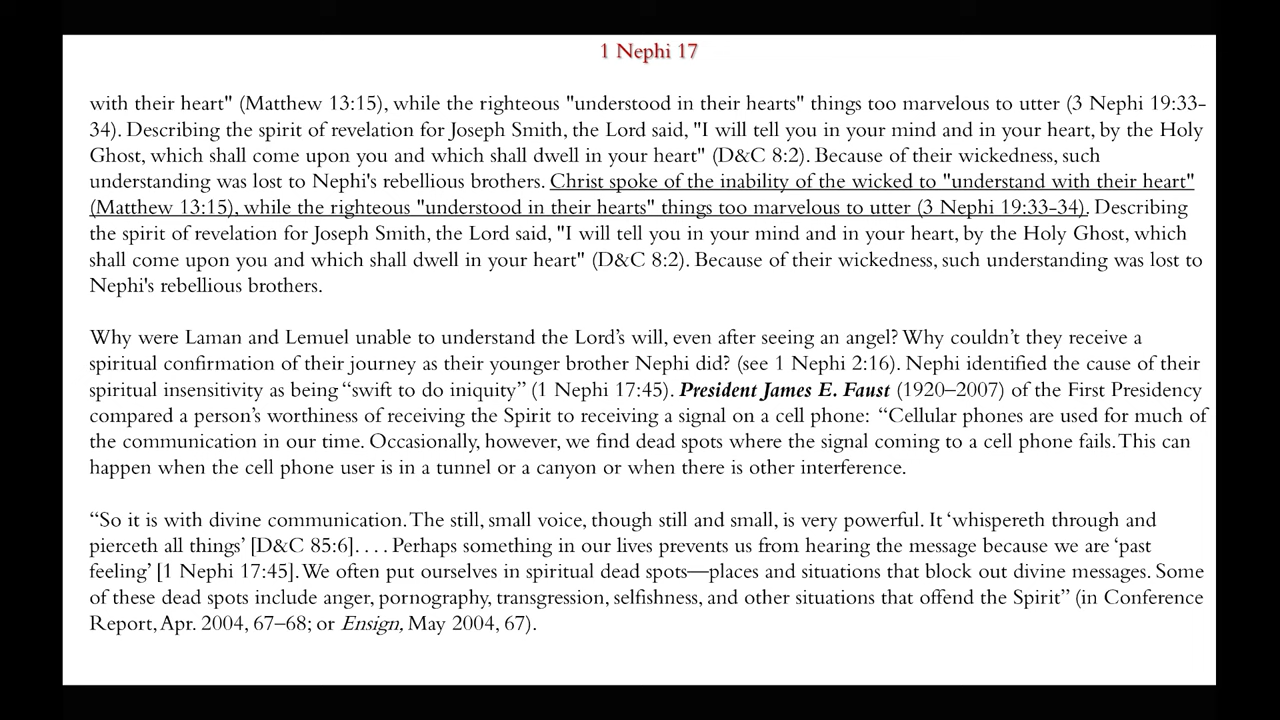 1 Nephi 17
with their heart" (Matthew 13:15), while the righteous "understood in their hearts" things too marvelous to utter (3 Nephi 19:33-
34). Describing the spirit of revelation for Joseph Smith, the Lord said, "I will tell you in your mind and in your heart, by the Holy
Ghost, which shall come upon you and which shall dwell in your heart" (D&C 8:2). Because of their wickedness, such
understanding was lost to Nephi's rebellious brothers. Christ spoke of the inability of the wicked to "understand with their heart"
(Matthew 13:15), while the righteous "understood in their hearts" things too marvelous to utter (3 Nephi 19:33-34). Describing
the spirit of revelation for Joseph Smith, the Lord said, "I will tell you in your mind and in your heart, by the Holy Ghost, which
shall come upon you and which shall dwell in your heart" (D&C 8:2). Because of their wickedness, such understanding was lost to
Nephi's rebellious brothers.
Why were Laman and Lemuel unable to understand the Lord’s will, even after seeing an angel? Why couldn’t they receive a
spiritual confirmation of their journey as their younger brother Nephi did? (see 1 Nephi 2:16). Nephi identified the cause of their
spiritual insensitivity as being “swift to do iniquity” (1 Nephi 17:45). President James E. Faust (1920–2007) of the First Presidency
compared a person’s worthiness of receiving the Spirit to receiving a signal on a cell phone: “Cellular phones are used for much of
the communication in our time. Occasionally, however, we find dead spots where the signal coming to a cell phone fails. This can
happen when the cell phone user is in a tunnel or a canyon or when there is other interference.
“So it is with divine communication. The still, small voice, though still and small, is very powerful. It ‘whispereth through and
pierceth all things’ [D&C 85:6]. . . . Perhaps something in our lives prevents us from hearing the message because we are ‘past
feeling’ [1 Nephi 17:45]. We often put ourselves in spiritual dead spots—places and situations that block out divine messages. Some
of these dead spots include anger, pornography, transgression, selfishness, and other situations that offend the Spirit” (in Conference
Report, Apr. 2004, 67–68; or Ensign, May 2004, 67).